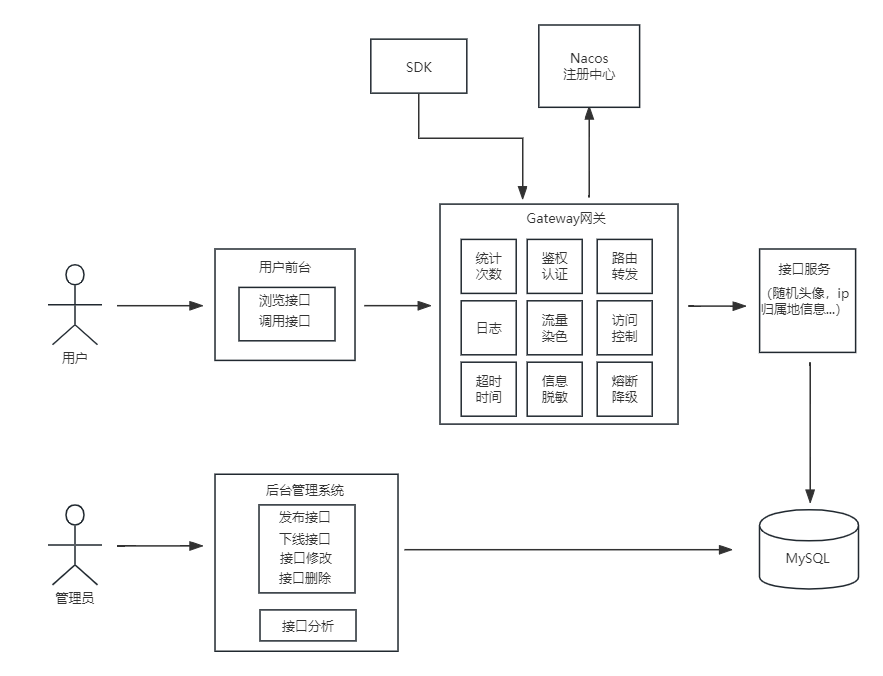 SDK
Nacos
注册中心
Gateway网关
统计
次数
鉴权
认证
路由
转发
日志
流量
染色
访问
控制
超时
时间
信息
脱敏
熔断
降级
用户前台
浏览接口
调用接口
用户
接口服务
（随机头像，ip
归属地信息...）
后台管理系统
发布接口
下线接口
接口修改
接口删除
接口分析
管理员
MySQL